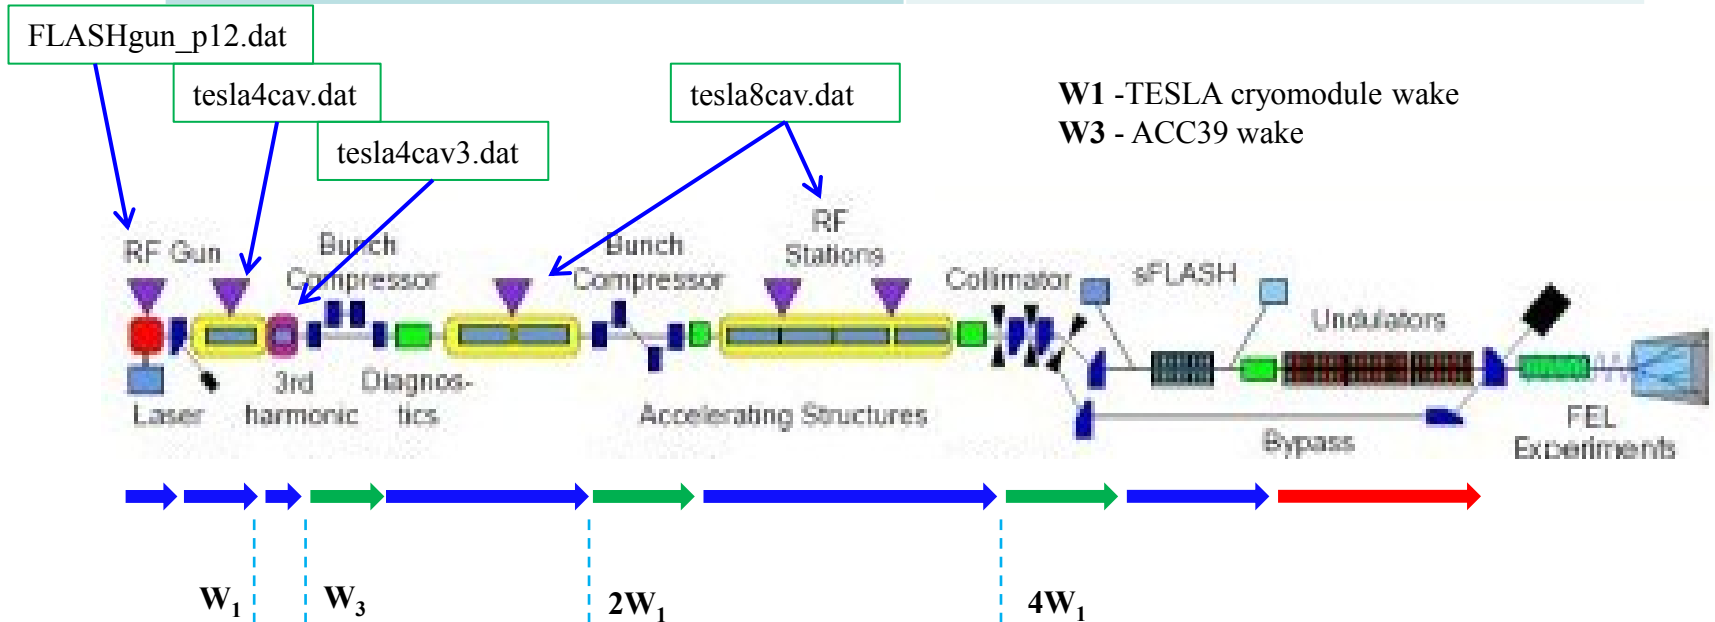 FLASHgun_p12.dat
tesla4cav.dat
tesla4cav3.dat
tesla8cav.dat
W1 -TESLA cryomodule wake
W3 - ACC39 wake
RF Gun
Bunch
Compressor
Bunch
Compressor
RF
Stations
Collimator
sFLASH
Undulators
Laser
3rd
harmonic
Diagnos-
tics
Accelerating Structures
Bypass
FEL
Experiments
W1
W3
2W1
4W1